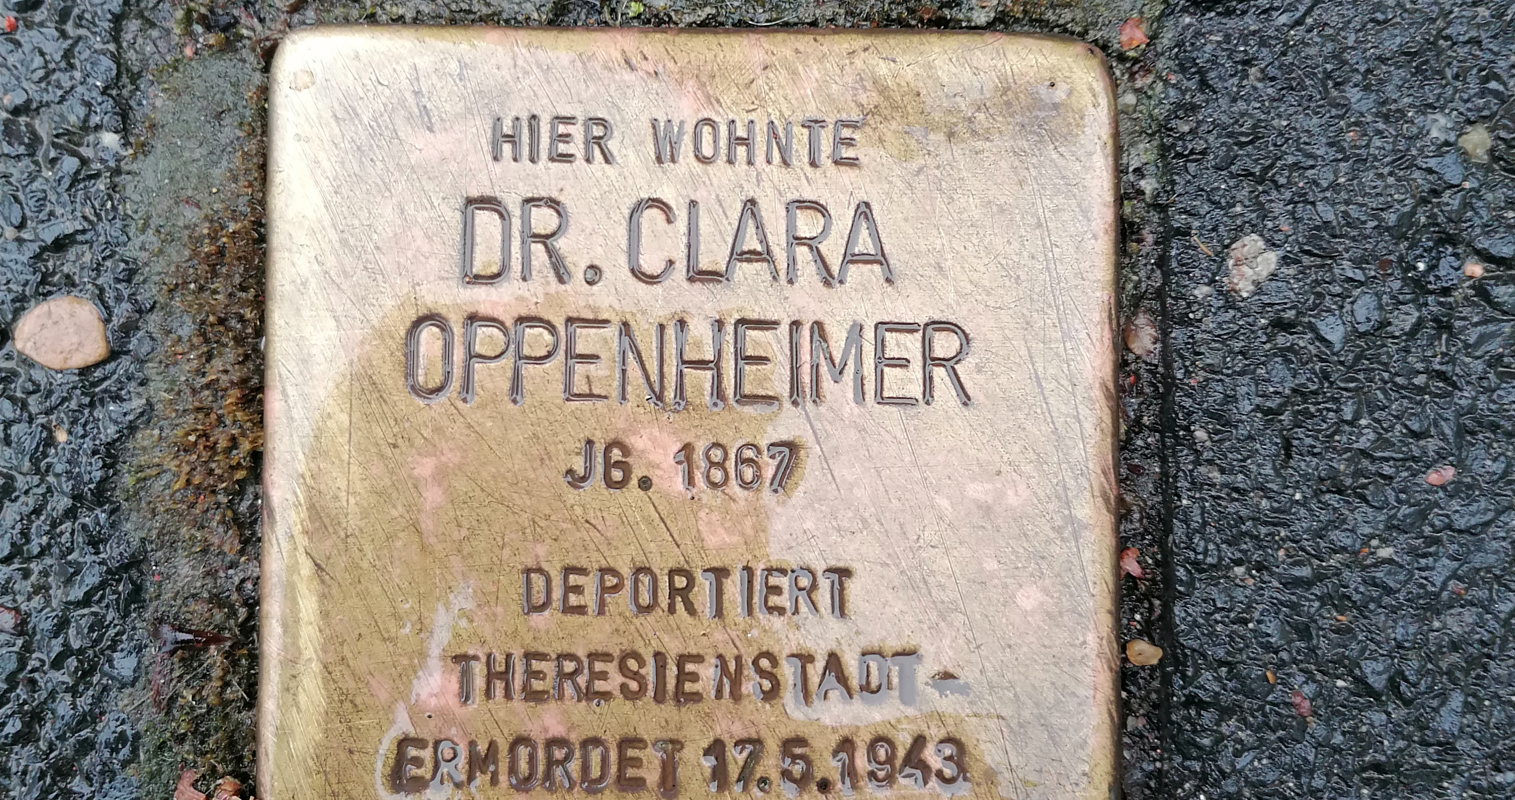 HIER WOHNTE
DR. CLARA
OPPENHEIMER
JG. 1867
DEPORTIERT
THERESIENSTADT
ERMORDET 17.5.1943